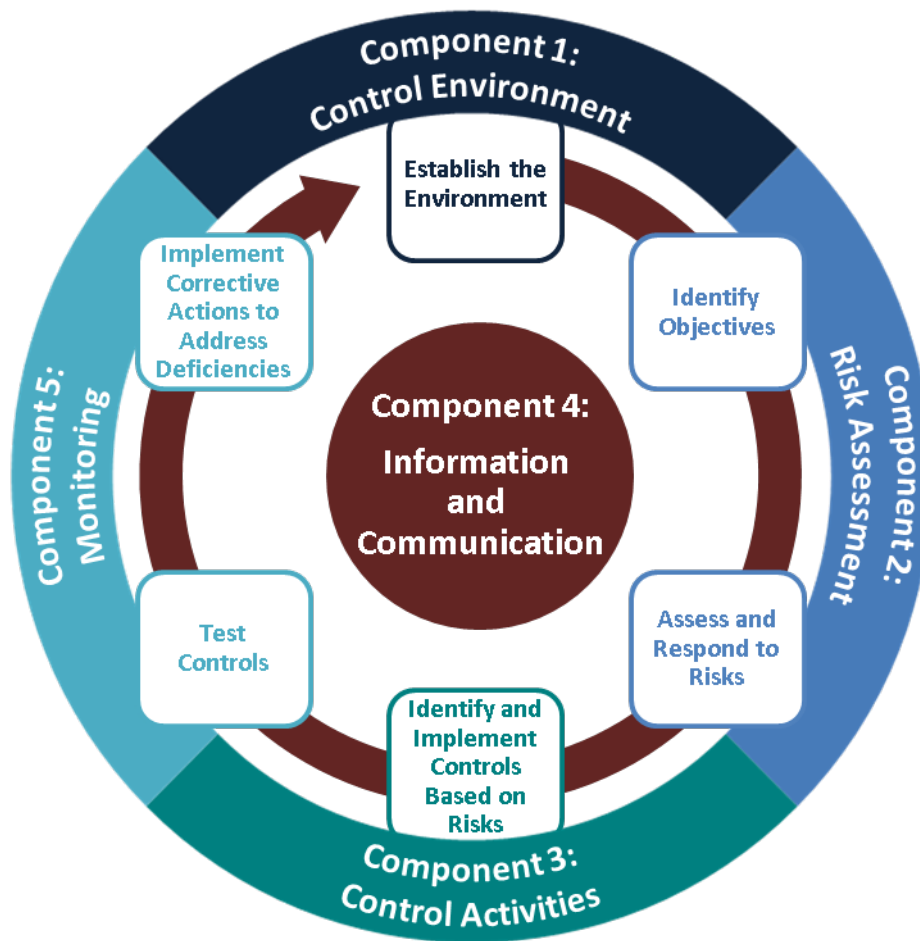 Component 1:
Control Environment
Establish the
Environment
Identify
Objectives
Component 2:
Risk Assessment
Assess and
Respond to
Risks
Identify and
Implement
Controls
Based on
Risks
Component 3:
Control Activities
Test
Controls
Component 5:
Monitoring
Implement
Corrective
Actions to
Address
Deficiencies
Component 4:
Information
and
Communication